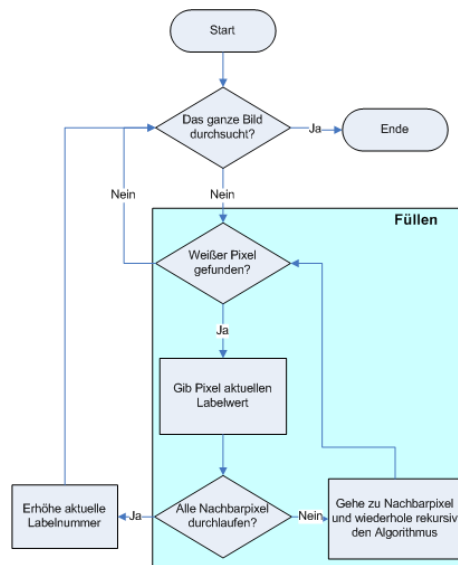 Start
Das ganze Bild
durchsucht?
Ja
Ende
Nein
Nein
Füllen
Weißer Pixel
gefunden?
Ja
Gib Pixel aktuellen
Labelwert
Alle Nachbarpixel
durchlaufen?
Ja
Nein
Erhöhe aktuelle
Labelnummer
Gehe zu Nachbarpixel
und wiederhole rekursiv
den Algorithmus